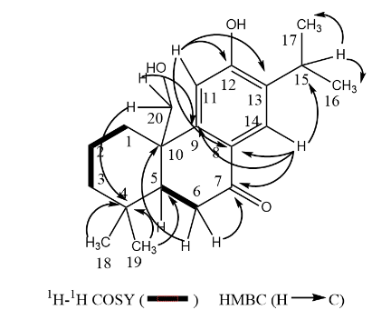 OH
CH₃
17
H
HO
H
11
12
13
15
CH₃
16
H
20
14
H
1
2
9
8
10
3
4
5
6
7
O
H
H
H
H₃C
CH₃
18
19
¹H-¹H COSY ( ) HMBC (H → C)